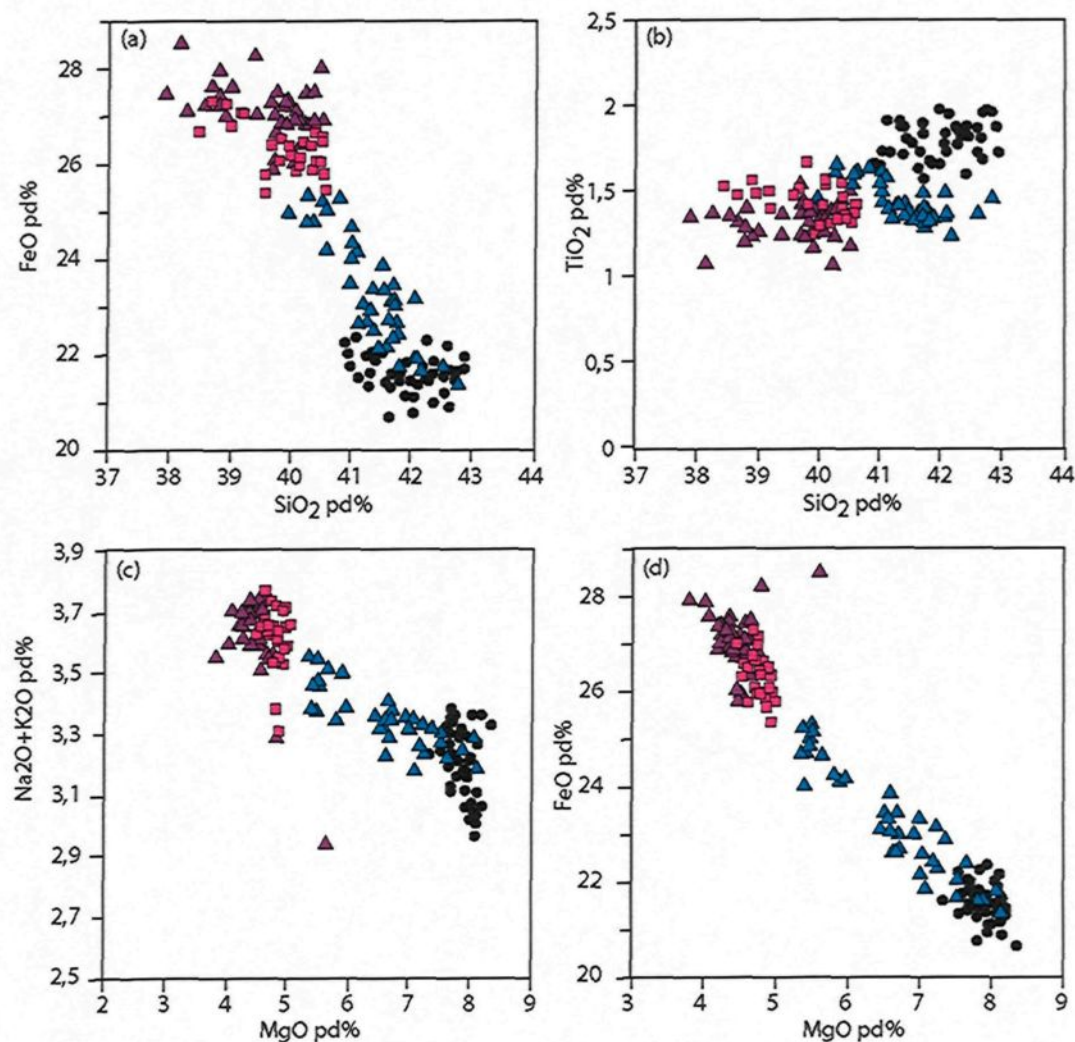 (a)
28
26
24
22
20
FeO pd%
37 38 39 40 41 42 43 44
SiO2 pd%
(b)
2,5
2
1,5
1
0,5
0
TiO2 pd%
37 38 39 40 41 42 43 44
SiO2 pd%
(c)
3,9
3,7
3,5
3,3
3,1
2,9
2,7
2,5
Na2O+K2O pd%
2 3 4 5 6 7 8 9
MgO pd%
(d)
28
26
24
22
20
FeO pd%
3 4 5 6 7 8 9
MgO pd%